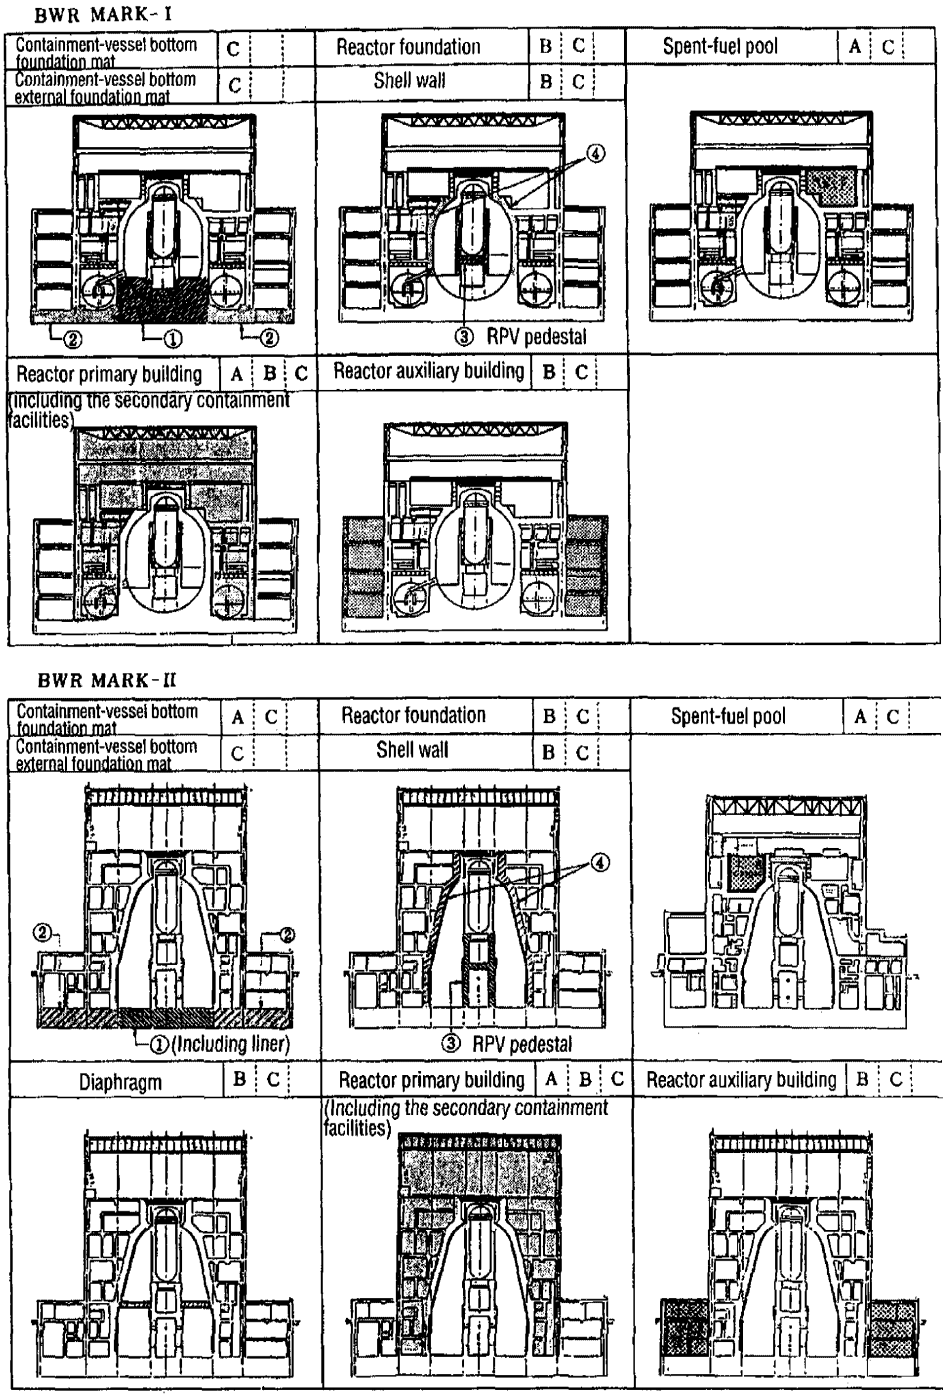 BWR MARK-I
Containment-vessel bottom
foundation mat
C
Reactor foundation
B C
Spent-fuel pool
A C
Containment-vessel bottom
external foundation mat
C
Shell wall
B C
④
② ① ②
③ RPV pedestal
Reactor primary building
A B C
Reactor auxiliary building
B C
(Including the secondary containment
facilities)
BWR MARK-II
Containment-vessel bottom
foundation mat
A C
Reactor foundation
B C
Spent-fuel pool
A C
Containment-vessel bottom
external foundation mat
C
Shell wall
B C
④
② ②
① (Including liner)
③ RPV pedestal
Diaphragm
B C
Reactor primary building
A B C
Reactor auxiliary building
B C
(Including the secondary containment
facilities)